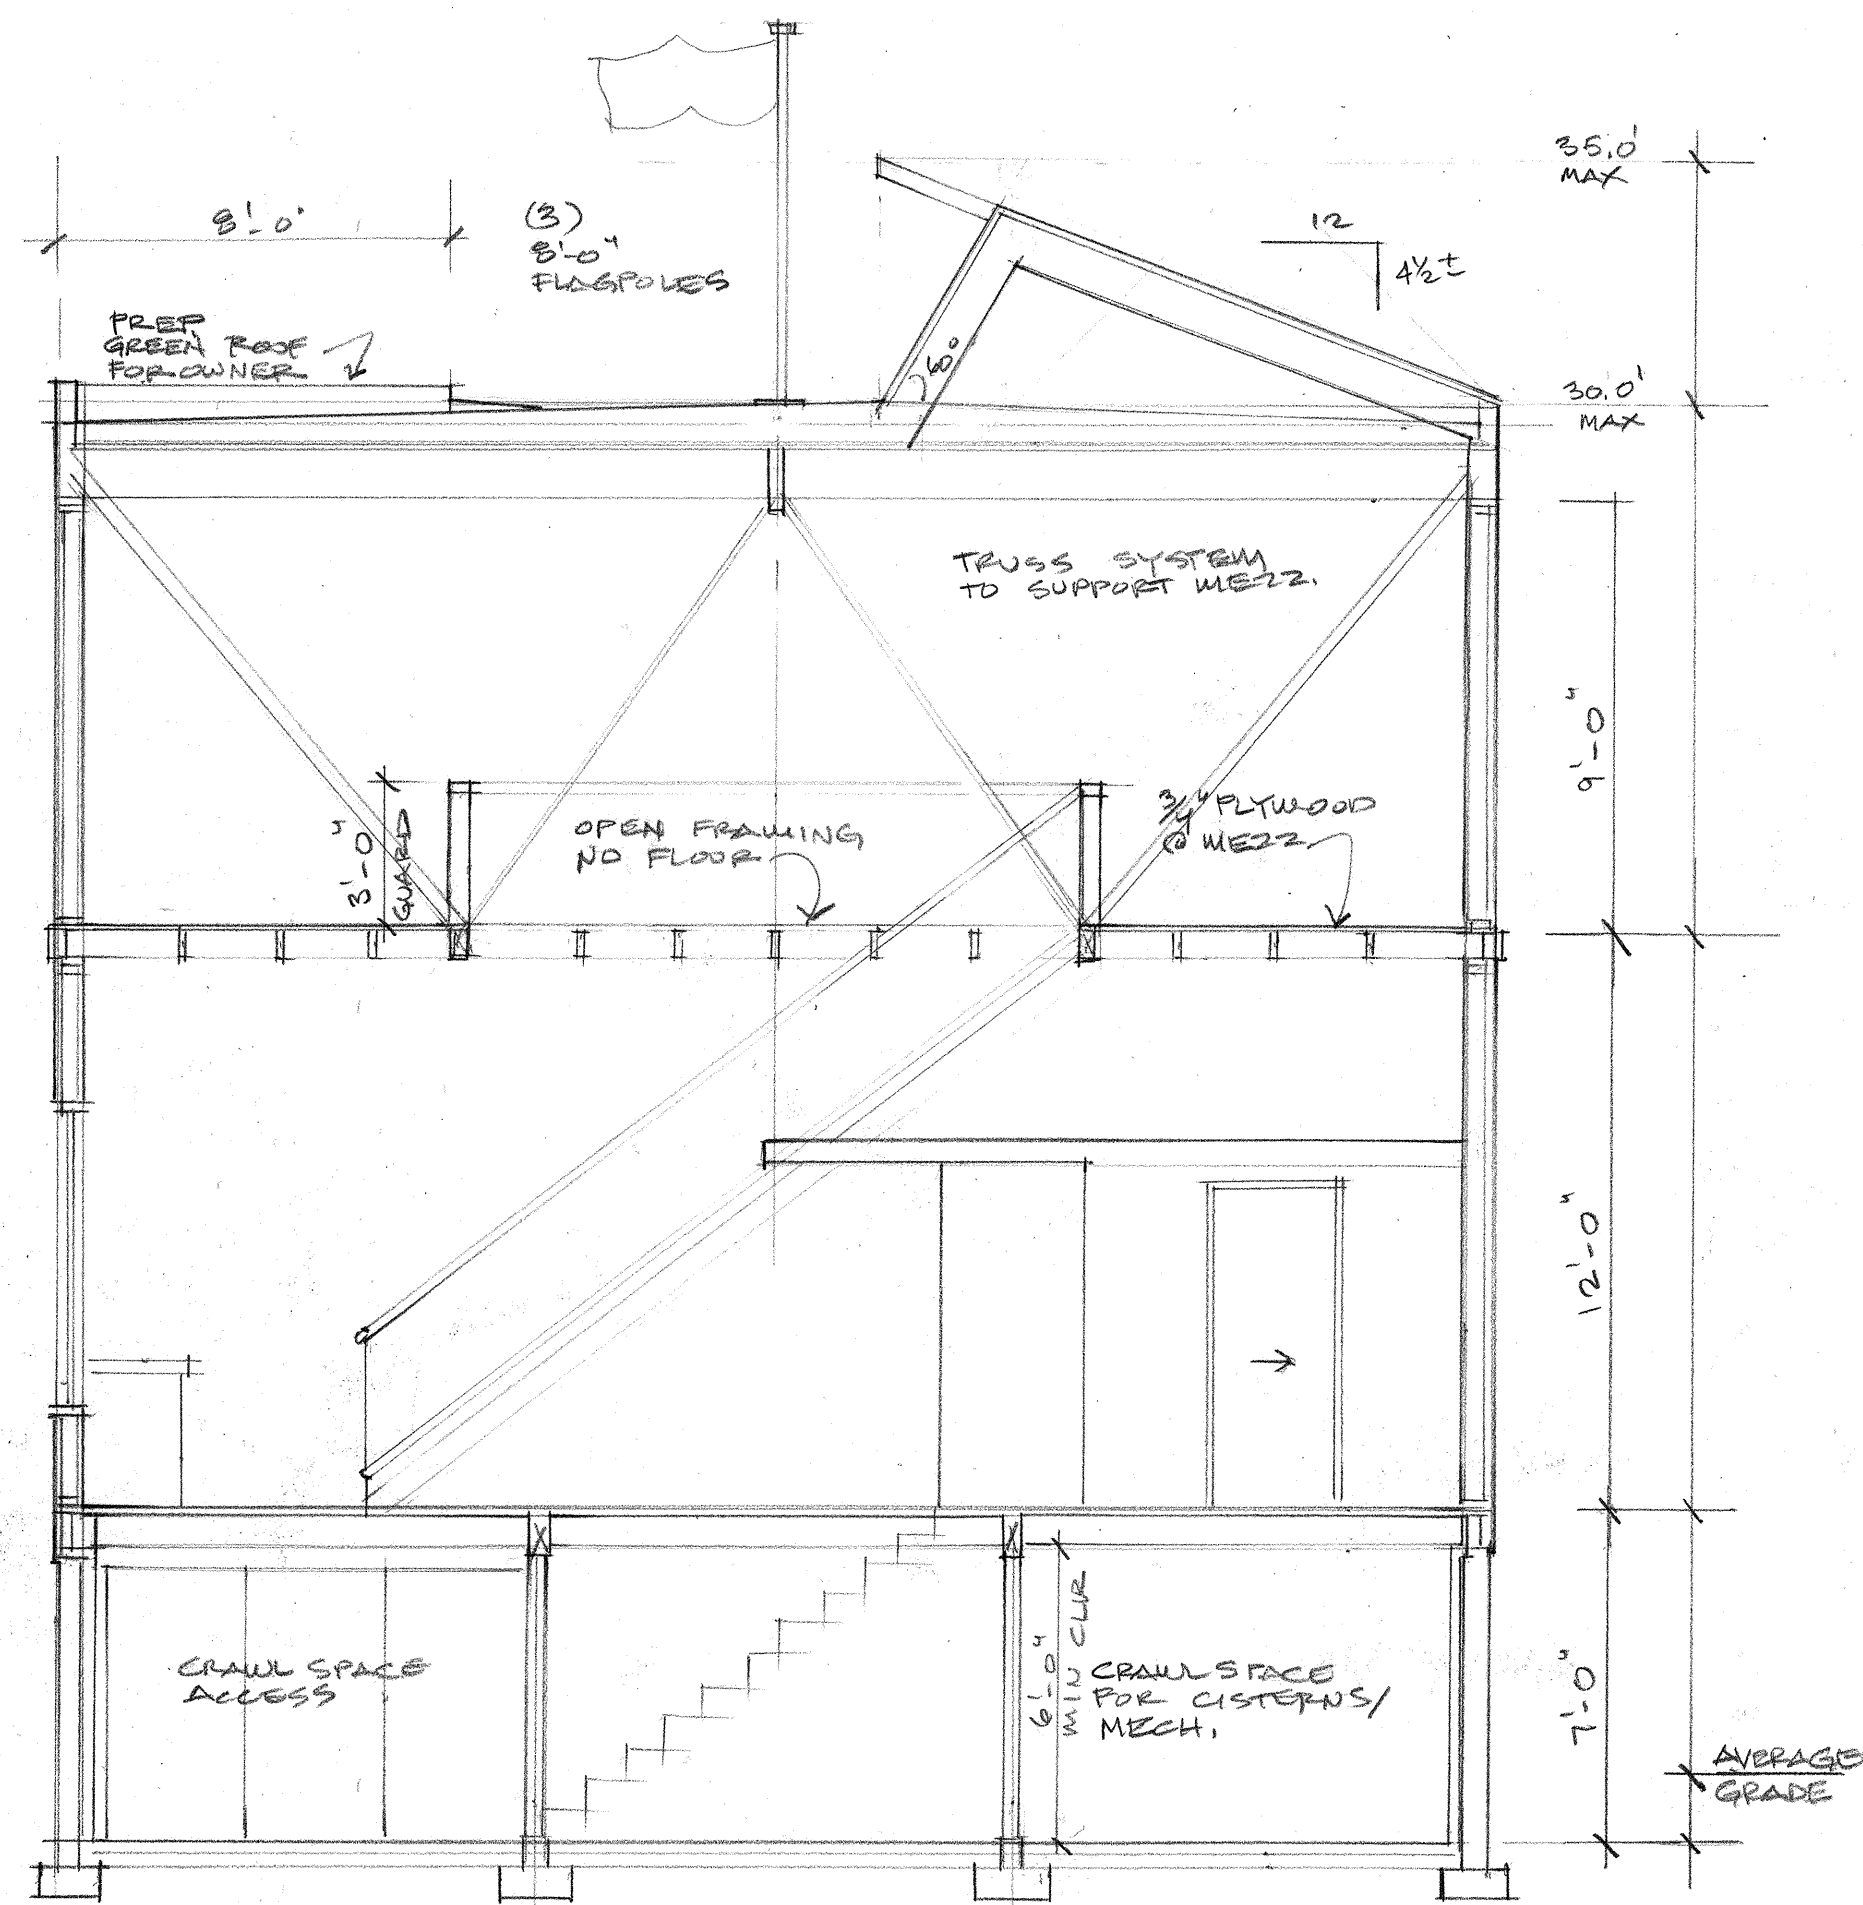 35.0'
MAX
8'-0"
(3)
8'-0"
FLAGPOLES
12
4½ ±
PREP
GREEN ROOF
FOR OWNER
60°
30.0'
MAX
TRUSS SYSTEM
TO SUPPORT MEZZ.
9'-0"
3'-0"
GUARD
OPEN FRAMING
NO FLOOR
3/4" PLYWOOD
@ MEZZ.
12'-0"
CRAWL SPACE
ACCESS
6'-0"
MIN CLR
CRAWL SPACE
FOR CISTERNS/
MECH.
7'-0"
AVERAGE
GRADE